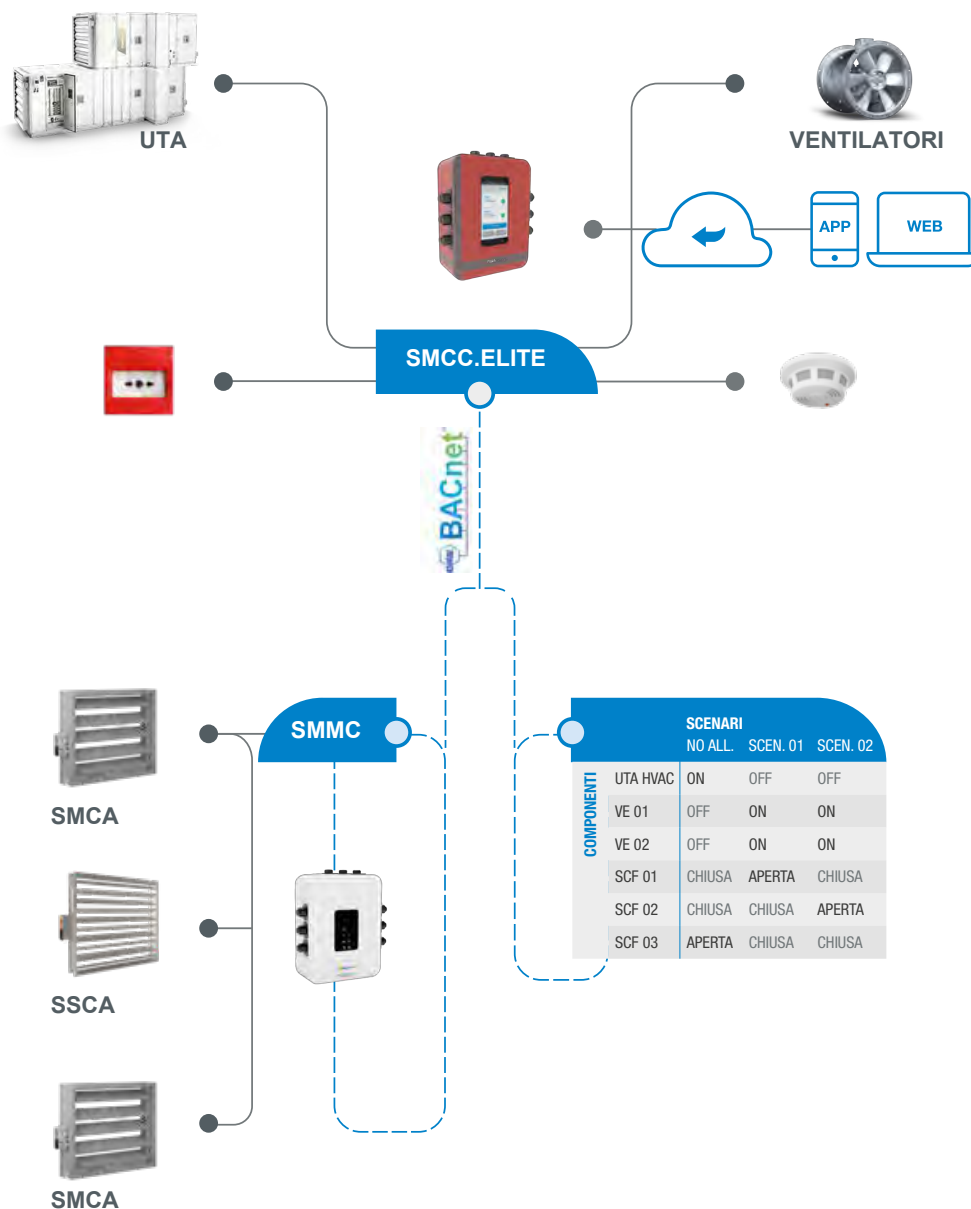 UTA
VENTILATORI
APP
WEB
SMCC.ELITE
BACnet
SMMC
SMCA
SSCA
SMCA
SCENARI
NO ALL. SCEN. 01 SCEN. 02
COMPONENTI
UTA HVAC ON OFF OFF
VE 01 OFF ON ON
VE 02 OFF ON ON
SCF 01 CHIUSA APERTA CHIUSA
SCF 02 CHIUSA CHIUSA APERTA
SCF 03 APERTA CHIUSA CHIUSA